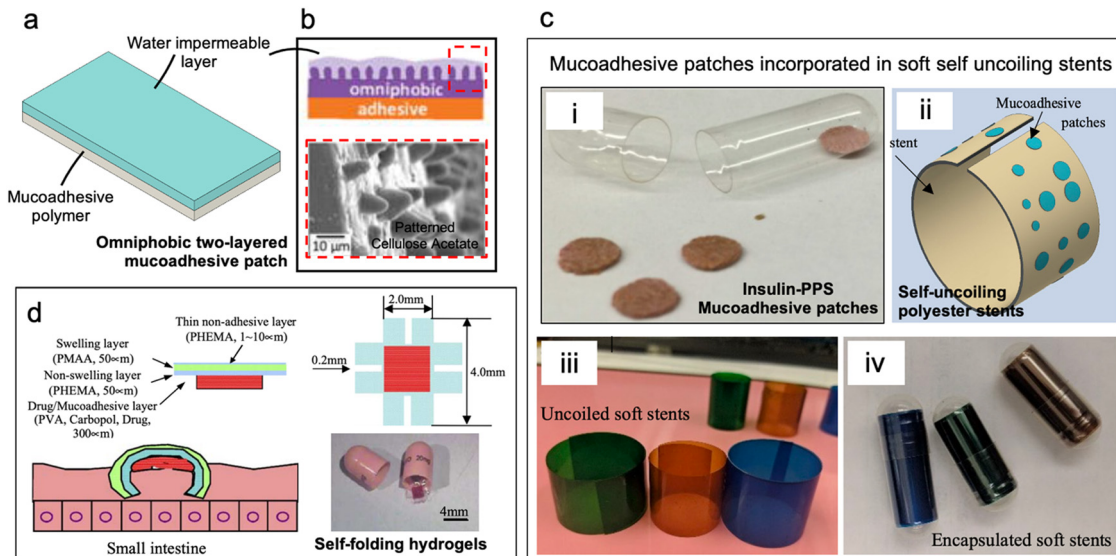 a
Water impermeable
layer
Mucoadhesive
polymer
Omniphobic two-layered
mucoadhesive patch
b
omniphobic
adhesive
10 μm
Patterned
Cellulose Acetate
c
Mucoadhesive patches incorporated in soft self uncoiling stents
i
Insulin-PPS
Mucoadhesive patches
ii
Mucoadhesive
patches
stent
Self-uncoiling
polyester stents
iii
Uncoiled soft stents
iv
Encapsulated soft stents
d
Thin non-adhesive layer
(PHEMA, 1~10∝m)
Swelling layer
(PMAA, 50∝m)
Non-swelling layer
(PHEMA, 50∝m)
Drug/Mucoadhesive layer
(PVA, Carbopol, Drug,
300∝m)
Small intestine
2.0mm
0.2mm
4.0mm
4mm
Self-folding hydrogels